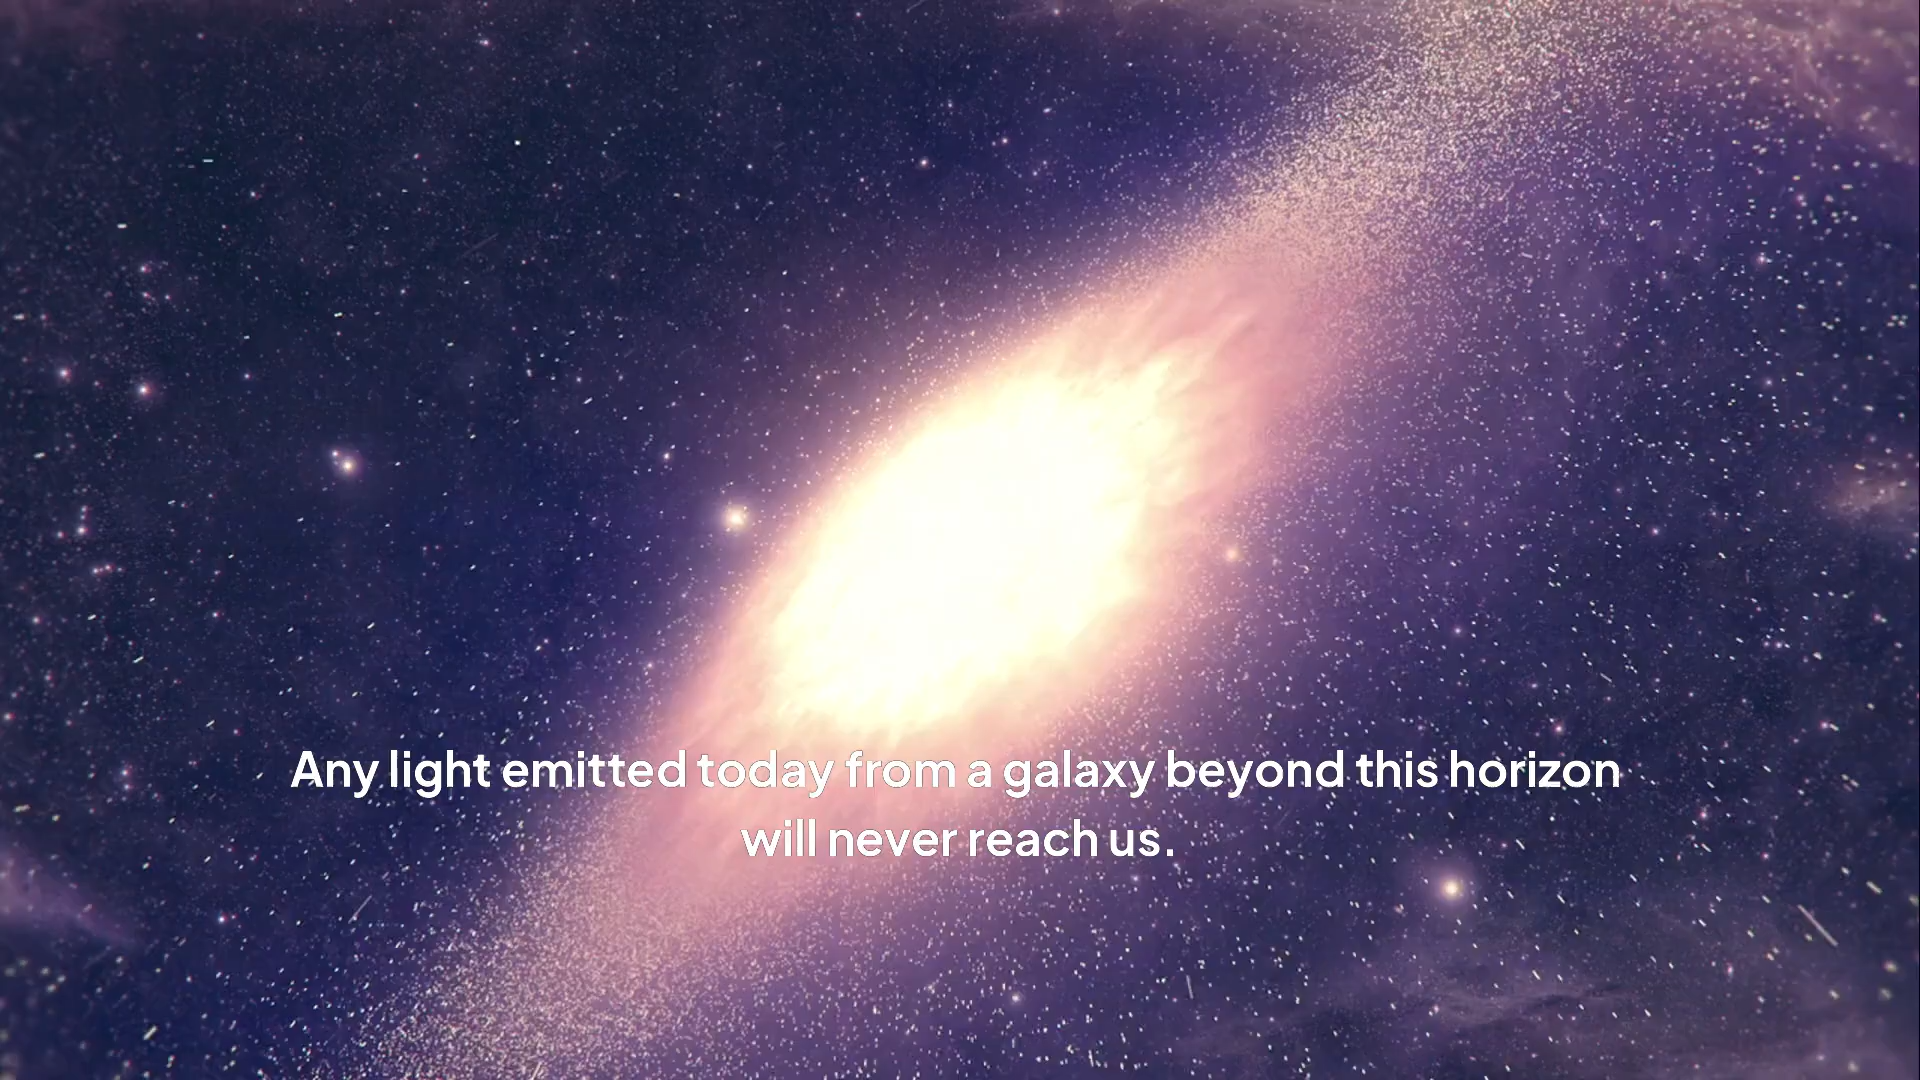 Any light emitted today from a galaxy beyond this horizon
will never reach us.